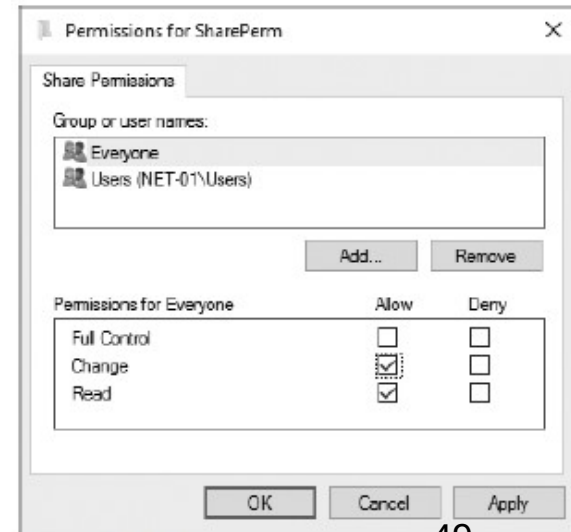 Permissions for SharePerm
Share Permissions
Group or user names:
Everyone
Users (NET-01\Users)
Add... Remove
Permissions for Everyone Allow Deny
Full Control
Change
Read
OK Cancel Apply